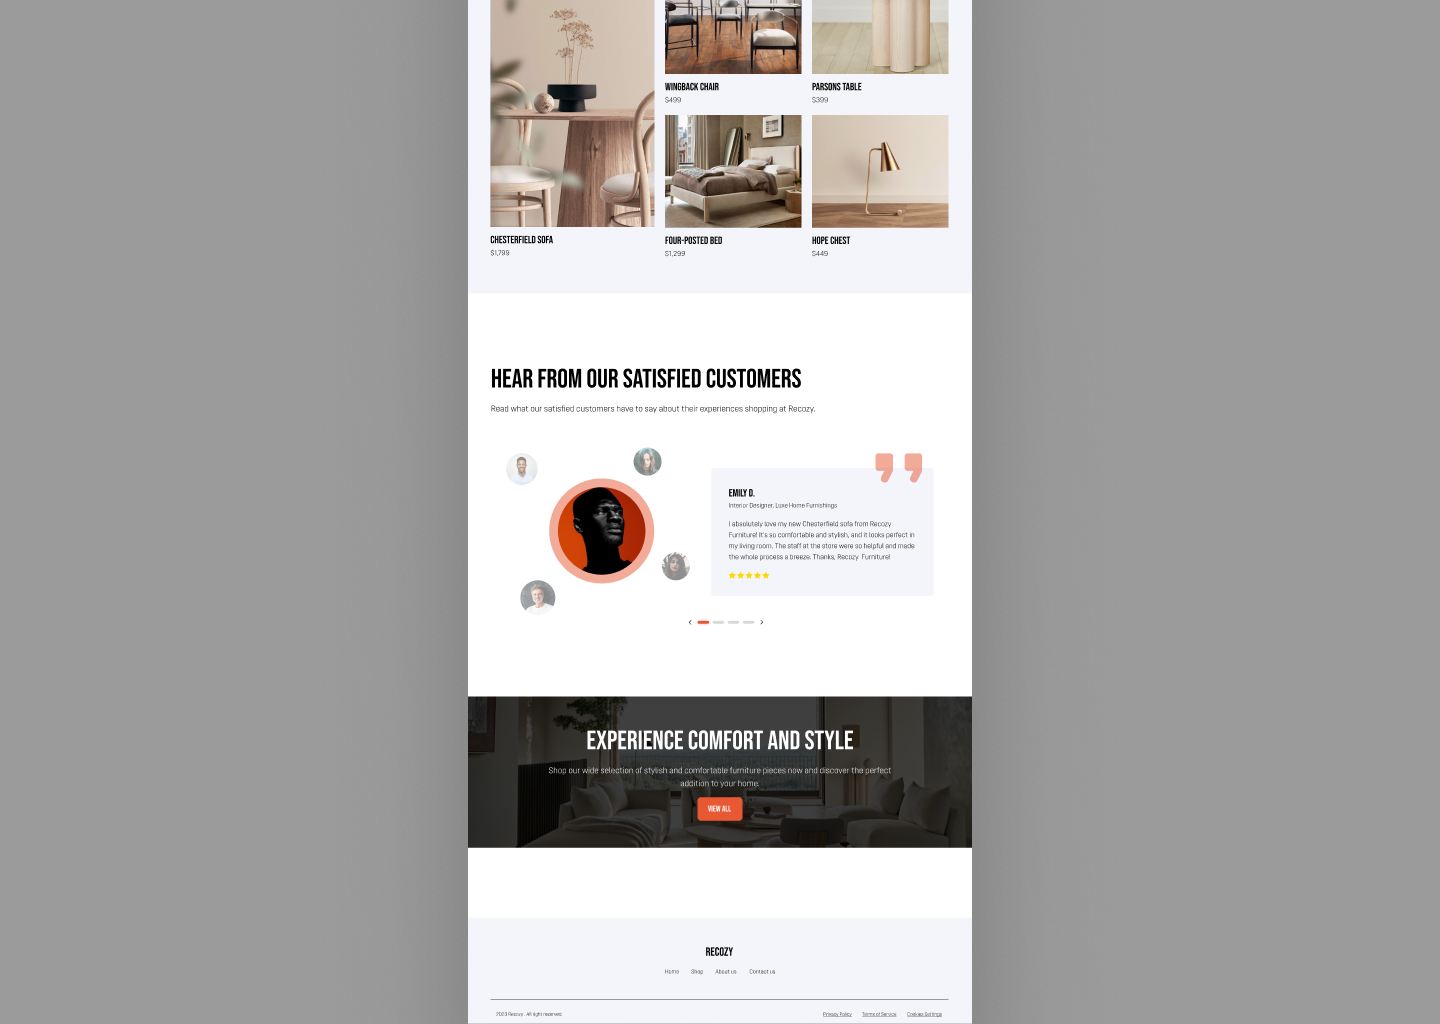 WINGBACK CHAIR
$499
PARSONS TABLE
$399
CHESTERFIELD SOFA
$1,799
FOUR-POSTED BED
$1,299
HOPE CHEST
$449
HEAR FROM OUR SATISFIED CUSTOMERS
Read what our satisfied customers have to say about their experiences shopping at Recozy.
EMILY D.
Interior Designer, Luxe Home Furnishings
I absolutely love my new Chesterfield sofa from Recozy
Furniture! It's so comfortable and stylish, and it looks perfect in
my living room. The staff at the store were so helpful and made
the whole process a breeze. Thanks, Recozy Furniture!
EXPERIENCE COMFORT AND STYLE
Shop our wide selection of stylish and comfortable furniture pieces now and discover the perfect
addition to your home.
VIEW ALL
RECOZY
Home Shop About us Contact us
2023 Recozy. All right reserved.
Privacy Policy Terms of Service Cookies Settings